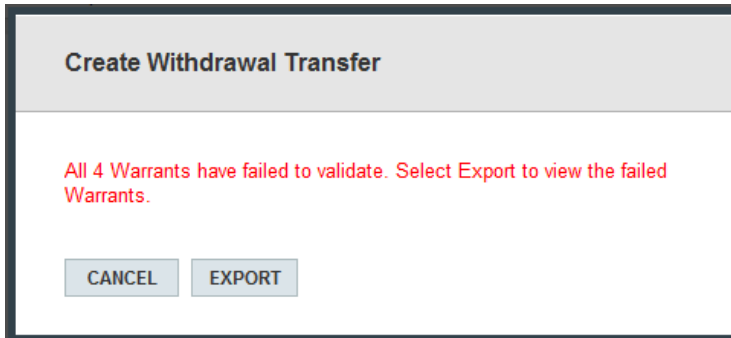 Create Withdrawal Transfer
All 4 Warrants have failed to validate. Select Export to view the failed
Warrants.
CANCEL
EXPORT